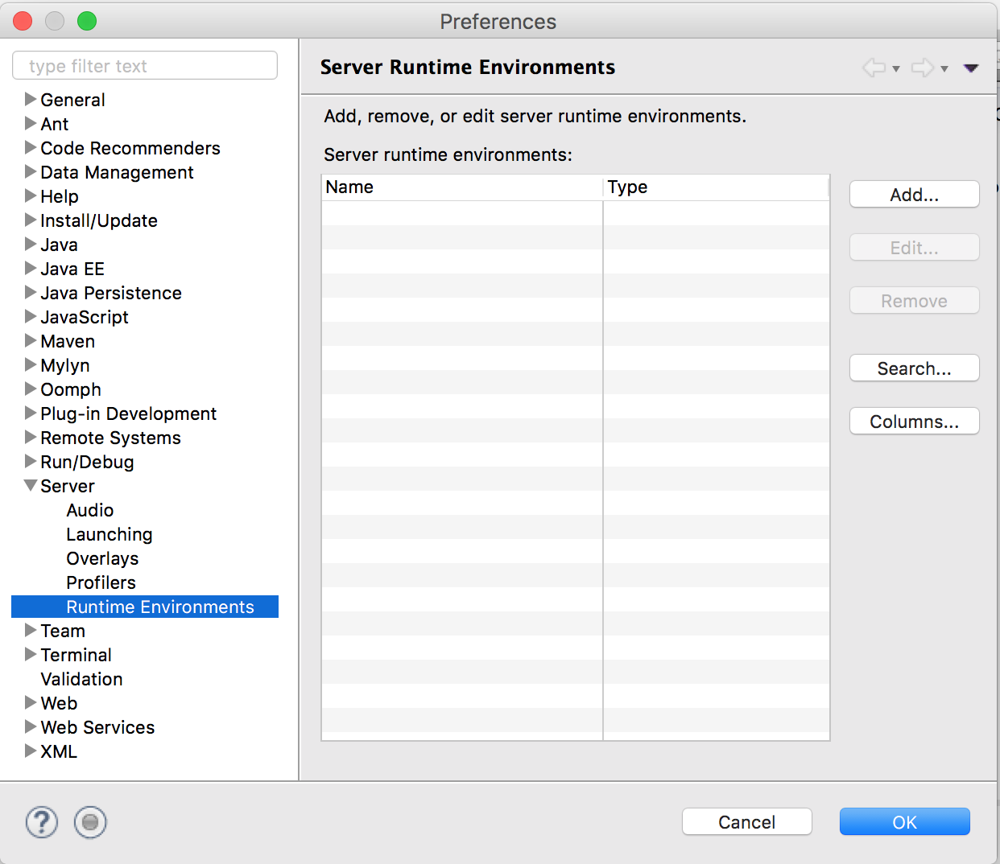 Preferences
type filter text
General
Ant
Code Recommenders
Data Management
Help
Install/Update
Java
Java EE
Java Persistence
JavaScript
Maven
Mylyn
Oomph
Plug-in Development
Remote Systems
Run/Debug
Server
Audio
Launching
Overlays
Profilers
Runtime Environments
Team
Terminal
Validation
Web
Web Services
XML
Server Runtime Environments
Add, remove, or edit server runtime environments.
Server runtime environments:
Name Type
Add...
Edit...
Remove
Search...
Columns...
?
Cancel OK